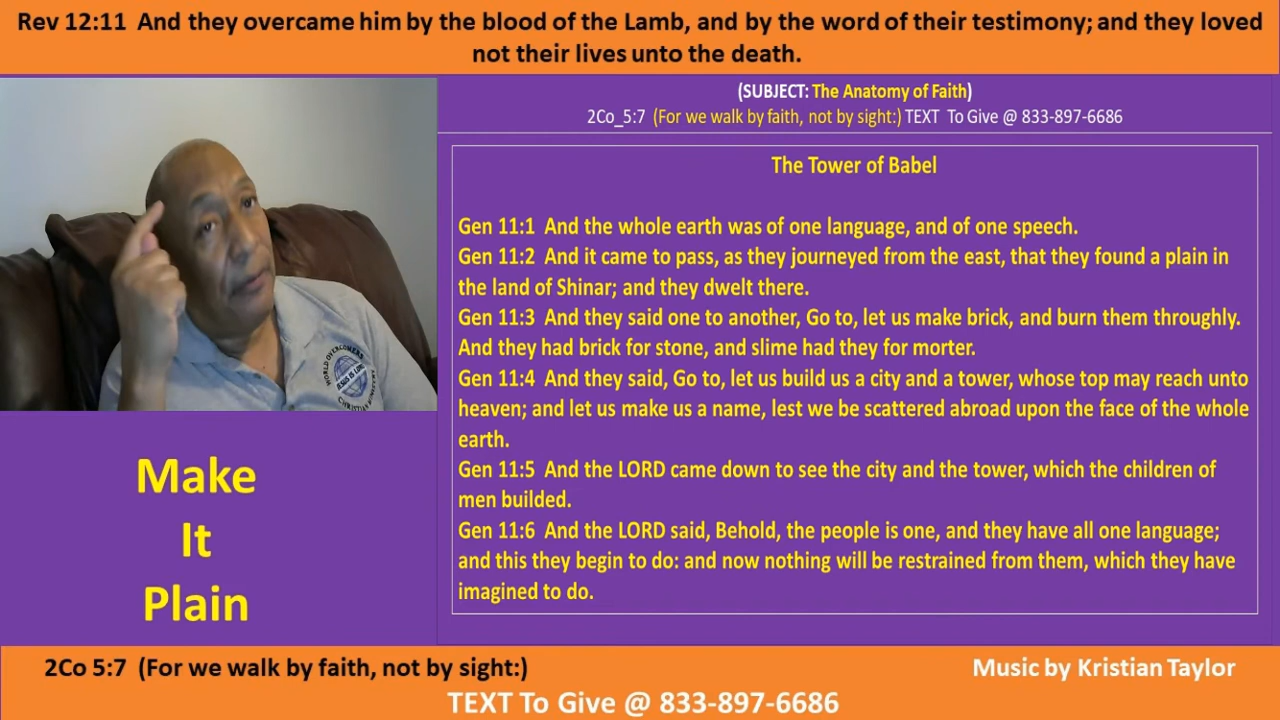 Rev 12:11 And they overcame him by the blood of the Lamb, and by the word of their testimony; and they loved
not their lives unto the death.
(SUBJECT: The Anatomy of Faith)
2Co_5:7 (For we walk by faith, not by sight:) TEXT To Give @ 833-897-6686
The Tower of Babel
Gen 11:1 And the whole earth was of one language, and of one speech.
Gen 11:2 And it came to pass, as they journeyed from the east, that they found a plain in
the land of Shinar; and they dwelt there.
Gen 11:3 And they said one to another, Go to, let us make brick, and burn them throughly.
And they had brick for stone, and slime had they for morter.
Gen 11:4 And they said, Go to, let us build us a city and a tower, whose top may reach unto
heaven; and let us make us a name, lest we be scattered abroad upon the face of the whole
earth.
Gen 11:5 And the LORD came down to see the city and the tower, which the children of
men builded.
Gen 11:6 And the LORD said, Behold, the people is one, and they have all one language;
and this they begin to do: and now nothing will be restrained from them, which they have
imagined to do.
WORLD OVERCOMERS
JESUS IS LORD
Make
It
Plain
2Co 5:7 (For we walk by faith, not by sight:)
Music by Kristian Taylor
TEXT To Give @ 833-897-6686